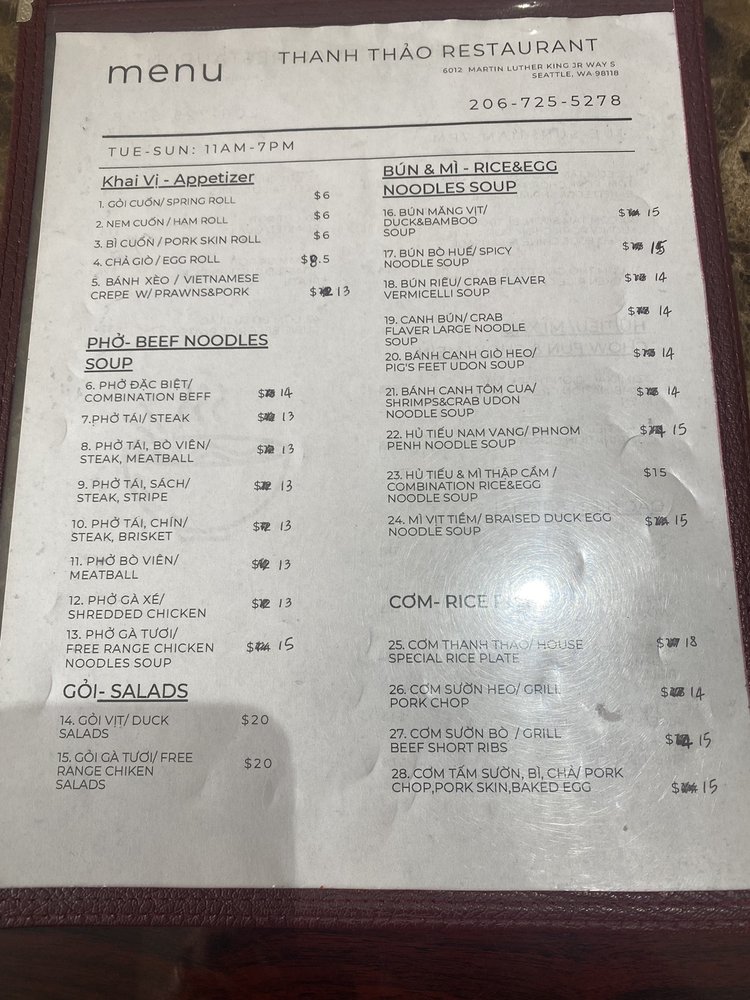 menu
THANH THẢO RESTAURANT
6012 MARTIN LUTHER KING JR WAY S
SEATTLE, WA 98118
206-725-5278
TUE-SUN: 11AM-7PM
Khai Vị - Appetizer
1. GỎI CUỐN/ SPRING ROLL $6
2. NEM CUỐN / HAM ROLL $6
3. BÌ CUỐN / PORK SKIN ROLL $6
4. CHẢ GIÒ / EGG ROLL $8.5
5. BÁNH XÈO / VIETNAMESE
CREPE W/ PRAWNS&PORK $ 13
PHỞ- BEEF NOODLES
SOUP
6. PHỞ ĐẶC BIỆT/
COMBINATION BEFF $ 14
7.PHỞ TÁI/ STEAK $ 13
8. PHỞ TÁI, BÒ VIÊN/
STEAK, MEATBALL $ 13
9. PHỞ TÁI, SÁCH/
STEAK, STRIPE $ 13
10. PHỞ TÁI, CHÍN/
STEAK, BRISKET $ 13
11. PHỞ BÒ VIÊN/
MEATBALL $ 13
12. PHỞ GÀ XÉ/
SHREDDED CHICKEN $ 13
13. PHỞ GÀ TƯƠI/
FREE RANGE CHICKEN $ 15
NOODLES SOUP
GỎI- SALADS
14. GỎI VỊT/ DUCK $20
SALADS
15. GỎI GÀ TƯƠI/ FREE
RANGE CHIKEN $20
SALADS
BÚN & MÌ - RICE&EGG
NOODLES SOUP
16. BÚN MĂNG VỊT/ $ 15
DUCK&BAMBOO
SOUP
17. BÚN BÒ HUẾ/ SPICY $ 15
NOODLE SOUP
18. BÚN RIÊU/ CRAB FLAVER $ 14
VERMICELLI SOUP
19. CANH BÚN/ CRAB $ 14
FLAVER LARGE NOODLE
SOUP
20. BÁNH CANH GIÒ HEO/ $ 14
PIG'S FEET UDON SOUP
21. BÁNH CANH TÔM CUA/ $ 14
SHRIMPS&CRAB UDON
NOODLE SOUP
22. HỦ TIẾU NAM VANG/ PHNOM $ 15
PENH NOODLE SOUP
23. HỦ TIẾU & MÌ THẬP CẨM / $15
COMBINATION RICE&EGG
NOODLE SOUP
24. MÌ VỊT TIỀM/ BRAISED DUCK EGG $ 15
NOODLE SOUP
CƠM- RICE
25. CƠM THANH THẢO/ HOUSE $ 18
SPECIAL RICE PLATE
26. CƠM SƯỜN HEO/ GRILL $ 14
PORK CHOP
27. CƠM SƯỜN BÒ / GRILL $ 15
BEEF SHORT RIBS
28. CƠM TẤM SƯỜN, BÌ, CHẢ/ PORK
CHOP,PORK SKIN,BAKED EGG $ 15